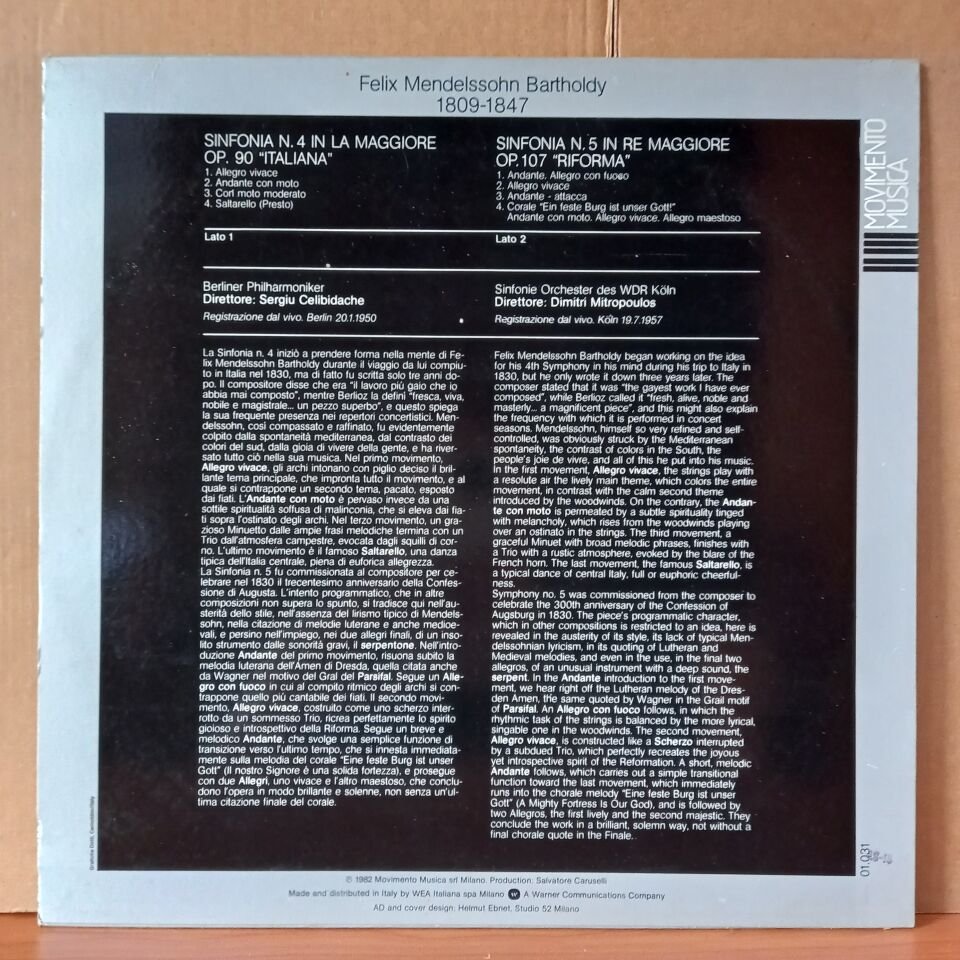 Felix Mendelssohn Bartholdy
1809-1847
SINFONIA N. 4 IN LA MAGGIORE
OP. 90 "ITALIANA"
1. Allegro vivace
2. Andante con moto
3. Con moto moderato
4. Saltarello (Presto)
Lato 1
Berliner Philharmoniker
Direttore: Sergiu Celibidache
Registrazione dal vivo. Berlin 20.1.1950
La Sinfonia n. 4 iniziò a prendere forma nella mente di Fe-
lix Mendelssohn Bartholdy durante il viaggio da lui compiu-
to in Italia nel 1830, ma di fatto fu scritta solo tre anni do-
po. Il compositore disse che era "il lavoro più gaio che io
abbia mai composto", mentre Berlioz la definì "fresca, viva,
nobile e magistrale... un pezzo superbo", e questo spiega
la sua frequente presenza nei repertori concertistici. Men-
delssohn, così compassato e raffinato, fu evidentemente
colpito dalla spontaneità mediterranea, dal contrasto dei
colori del sud, dalla gioia di vivere della gente, e ha river-
sato tutto ciò nella sua musica. Nel primo movimento,
Allegro vivace, gli archi intonano con piglio deciso il bril-
lante tema principale, che impronta tutto il movimento, e al
quale si contrappone un secondo tema, pacato, esposto
dai fiati. L'Andante con moto è pervaso invece da una
sottile spiritualità soffusa di malinconia, che si eleva dai fia-
ti sopra l'ostinato degli archi. Nel terzo movimento, un gra-
zioso Minuetto dalle ampie frasi melodiche termina con un
Trio dall'atmosfera campestre, evocata dagli squilli di cor-
no. L'ultimo movimento è il famoso Saltarello, una danza
tipica dell'Italia centrale, piena di euforica allegrezza.
La Sinfonia n. 5 fu commissionata al compositore per ce-
lebrare nel 1830 il trecentesimo anniversario della Confes-
sione di Augusta. L'intento programmatico, che in altre
composizioni non supera lo spunto, si tradisce qui nell'au-
sterità dello stile, nell'assenza del lirismo tipico di Mendels-
sohn, nella citazione di melodie luterane e anche medioe-
vali, e persino nell'impiego, nei due allegri finali, di un inso-
lito strumento dalle sonorità gravi, il serpentone. Nell'intro-
duzione Andante del primo movimento, risuona subito la
melodia luterana dell'Amen di Dresda, quella citata anche
da Wagner nel motivo del Gral del Parsifal. Segue un Alle-
gro con fuoco in cui al compito ritmico degli archi si con-
trappone quello più cantabile dei fiati. Il secondo movi-
mento, Allegro vivace, costruito come uno scherzo inter-
rotto da un sommesso Trio, ricrea perfettamente lo spirito
gioioso e introspettivo della Riforma. Segue un breve e
melodico Andante, che svolge una semplice funzione di
transizione verso l'ultimo tempo, che si innesta immediata-
mente sulla melodia del corale "Eine feste Burg ist unser
Gott" (Il nostro Signore è una solida fortezza), e prosegue
con due Allegri, uno vivace e l'altro maestoso, che conclu-
dono l'opera in modo brillante e solenne, non senza un'ul-
tima citazione finale del corale.
SINFONIA N. 5 IN RE MAGGIORE
OP. 107 "RIFORMA"
1. Andante. Allegro con fuoco
2. Allegro vivace
3. Andante - attacca
4. Corale "Ein feste Burg ist unser Gott!"
Andante con moto. Allegro vivace. Allegro maestoso
Lato 2
Sinfonie Orchester des WDR Köln
Direttore: Dimitri Mitropoulos
Registrazione dal vivo. Köln 19.7.1957
Felix Mendelssohn Bartholdy began working on the idea
for his 4th Symphony in his mind during his trip to Italy in
1830, but he only wrote it down three years later. The
composer stated that it was "the gayest work I have ever
composed", while Berlioz called it "fresh, alive, noble and
masterly... a magnificent piece", and this might also explain
the frequency with which it is performed in concert
seasons. Mendelssohn, himself so very refined and self-
controlled, was obviously struck by the Mediterranean
spontaneity, the contrast of colors in the South, the
people's joie de vivre, and all of this he put into his music.
In the first movement, Allegro vivace, the strings play with
a resolute air the lively main theme, which colors the entire
movement, in contrast with the calm second theme
introduced by the woodwinds. On the contrary, the Andan-
te con moto is permeated by a subtle spirituality tinged
with melancholy, which rises from the woodwinds playing
over an ostinato in the strings. The third movement, a
graceful Minuet with broad melodic phrases, finishes with
a Trio with a rustic atmosphere, evoked by the blare of the
French horn. The last movement, the famous Saltarello, is
a typical dance of central Italy, full or euphoric cheerful-
ness.
Symphony no. 5 was commissioned from the composer to
celebrate the 300th anniversary of the Confession of
Augsburg in 1830. The piece's programmatic character,
which in other compositions is restricted to an idea, here is
revealed in the austerity of its style, its lack of typical Men-
delssohnian lyricism, in its quoting of Lutheran and
Medieval melodies, and even in the use, in the final two
allegros, of an unusual instrument with a deep sound, the
serpent. In the Andante introduction to the first move-
ment, we hear right off the Lutheran melody of the Dres-
den Amen, the same quoted by Wagner in the Grail motif
of Parsifal. An Allegro con fuoco follows, in which the
rhythmic task of the strings is balanced by the more lyrical,
singable one in the woodwinds. The second movement,
Allegro vivace, is constructed like a Scherzo interrupted
by a subdued Trio, which perfectly recreates the joyous
yet introspective spirit of the Reformation. A short, melodic
Andante follows, which carries out a simple transitional
function toward the last movement, which immediately
runs into the chorale melody "Eine feste Burg ist unser
Gott" (A Mighty Fortress Is Our God), and is followed by
two Allegros, the first lively and the second majestic. They
conclude the work in a brilliant, solemn way, not without a
final chorale quote in the Finale.
MOVIMENTO
MUSICA
01.031
© 1982 Movimento Musica srl Milano. Production: Salvatore Caruselli
Made and distributed in Italy by WEA Italiana spa Milano A Warner Communications Company
AD and cover design: Helmut Ebnet, Studio 52 Milano